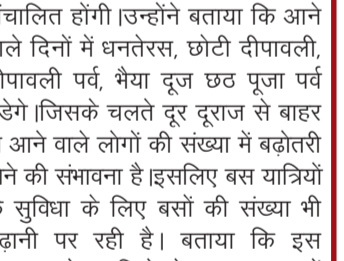 ंचालित होंगी |उन्होंने बताया कि आने
ले दिनों में धनतेरस, छोटी दीपावली,
पावली पर्व, भैया दूज छठ पूजा पर्व
डेगे |जिसके चलते दूर दूराज से बाहर
आने वाले लोगों की संख्या में बढ़ोतरी
ने की संभावना है |इसलिए बस यात्रियों
सुविधा के लिए बसों की संख्या भी
ढ़ानी पर रही है। बताया कि इस